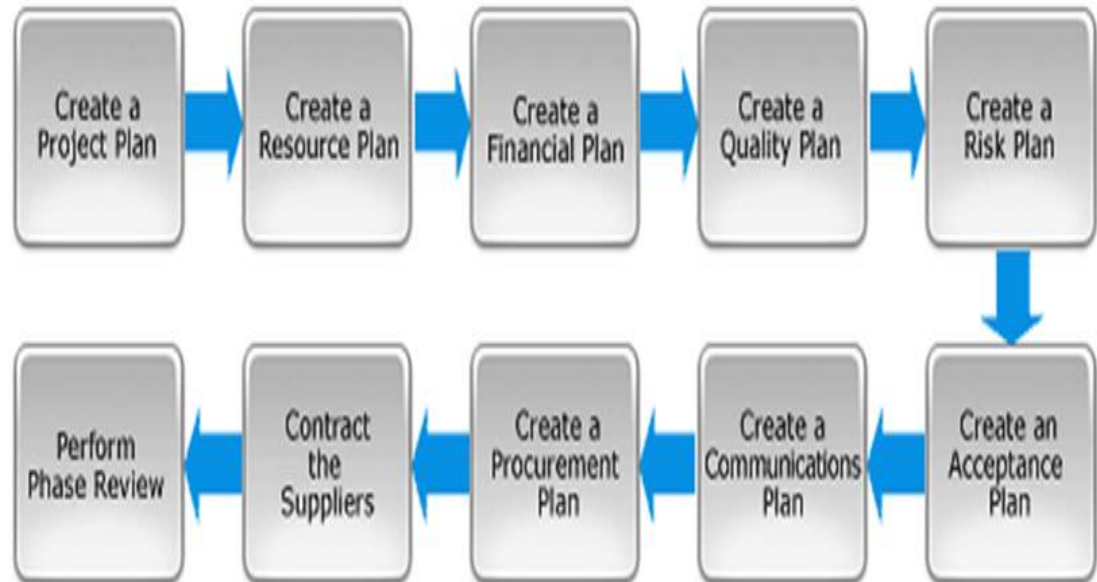 Create a
Project Plan
Create a
Resource Plan
Create a
Financial Plan
Create a
Quality Plan
Create a
Risk Plan
Create an
Acceptance
Plan
Create a
Communications
Plan
Create a
Procurement
Plan
Contract
the
Suppliers
Perform
Phase Review